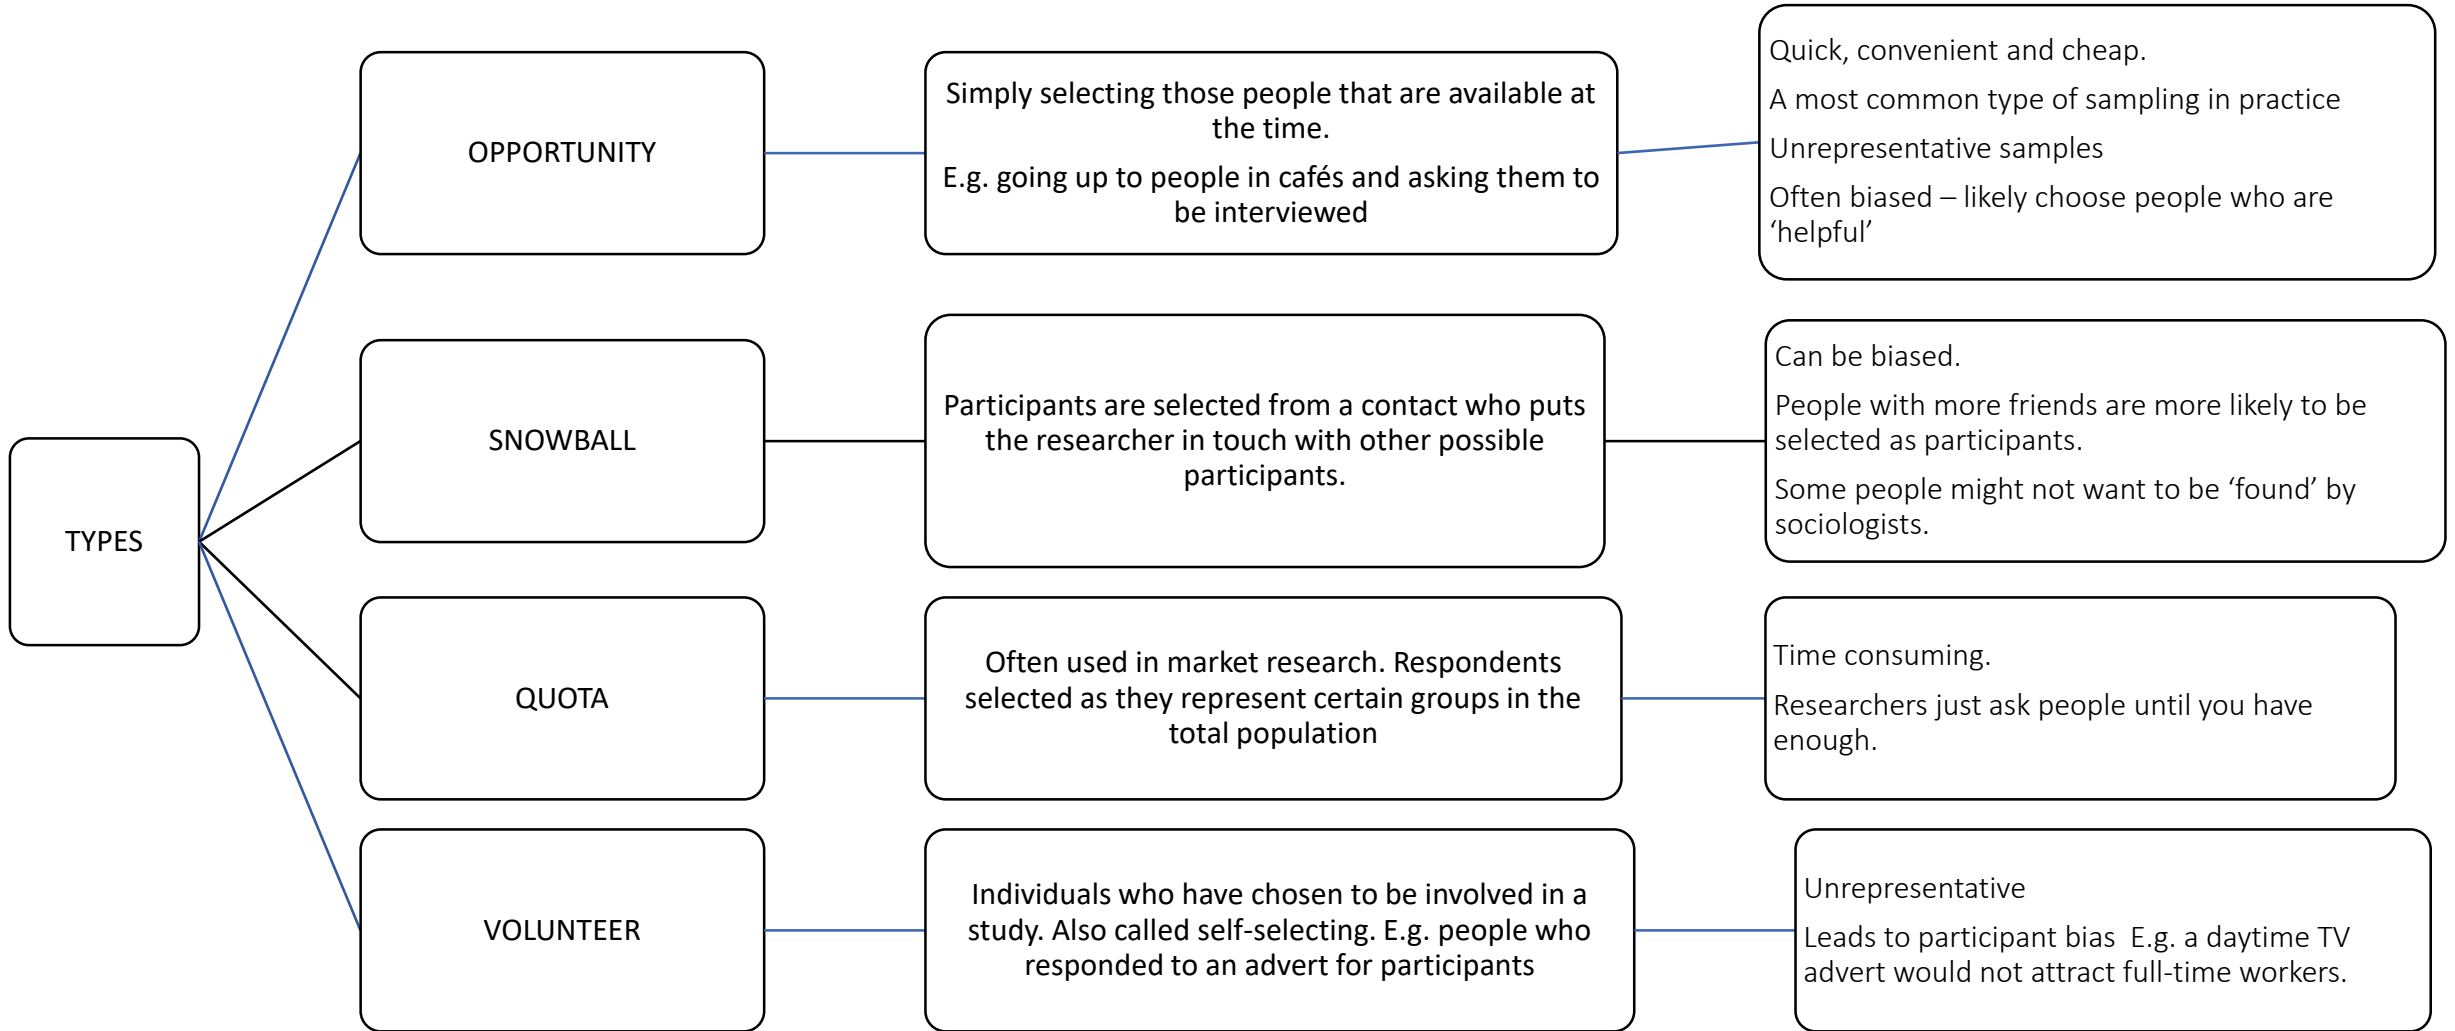 TYPES
OPPORTUNITY
Simply selecting those people that are available at
the time.
E.g. going up to people in cafés and asking them to
be interviewed
Quick, convenient and cheap.
A most common type of sampling in practice
Unrepresentative samples
Often biased – likely choose people who are
‘helpful’
SNOWBALL
Participants are selected from a contact who puts
the researcher in touch with other possible
participants.
Can be biased.
People with more friends are more likely to be
selected as participants.
Some people might not want to be ‘found’ by
sociologists.
QUOTA
Often used in market research. Respondents
selected as they represent certain groups in the
total population
Time consuming.
Researchers just ask people until you have
enough.
VOLUNTEER
Individuals who have chosen to be involved in a
study. Also called self-selecting. E.g. people who
responded to an advert for participants
Unrepresentative
Leads to participant bias  E.g. a daytime TV
advert would not attract full-time workers.